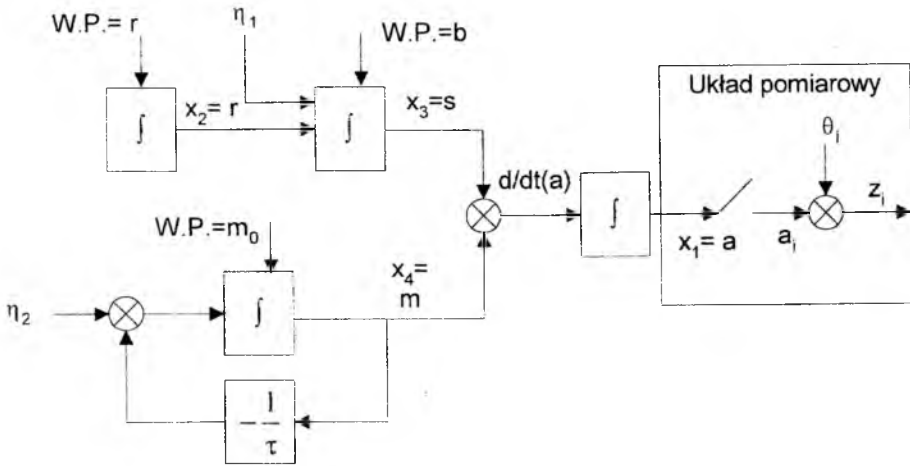 W.P.= r
η₁
W.P.=b
Układ pomiarowy
∫
x₂= r
∫
x₃=s
θᵢ
d/dt(a)
∫
zᵢ
x₁= a
aᵢ
W.P.=m₀
x₄=
m
η₂
∫
-1/τ